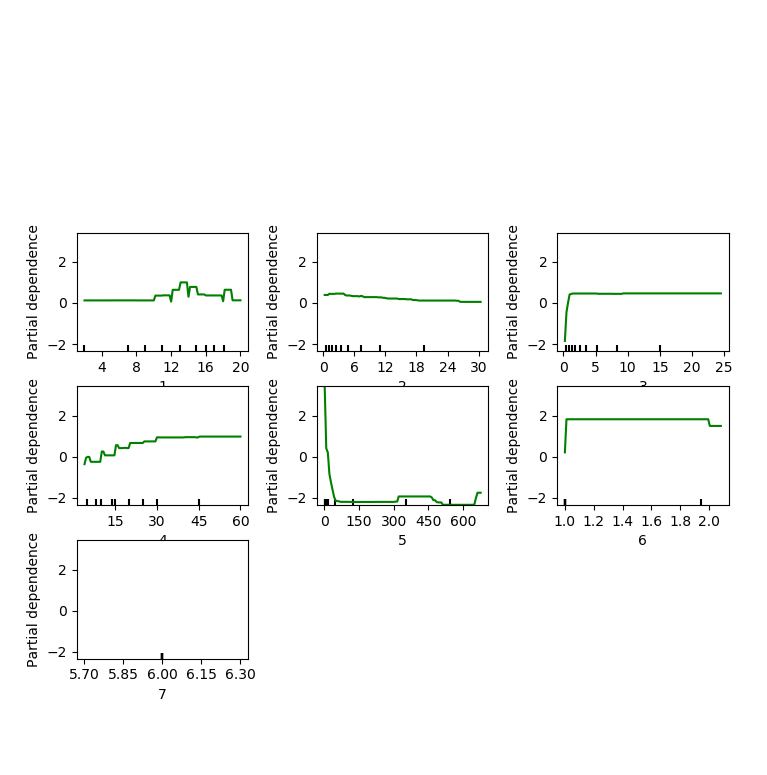 Partial dependence Partial dependence Partial dependence
2 2 2
0 0 0
−2 −2 −2
4 8 12 16 20 0 6 12 18 24 30 0 5 10 15 20 25
1 2 3
Partial dependence Partial dependence Partial dependence
2 2 2
0 0 0
−2 −2 −2
15 30 45 60 0 150 300 450 600 1.0 1.2 1.4 1.6 1.8 2.0
4 5 6
Partial dependence
2
0
−2
5.70 5.85 6.00 6.15 6.30
7